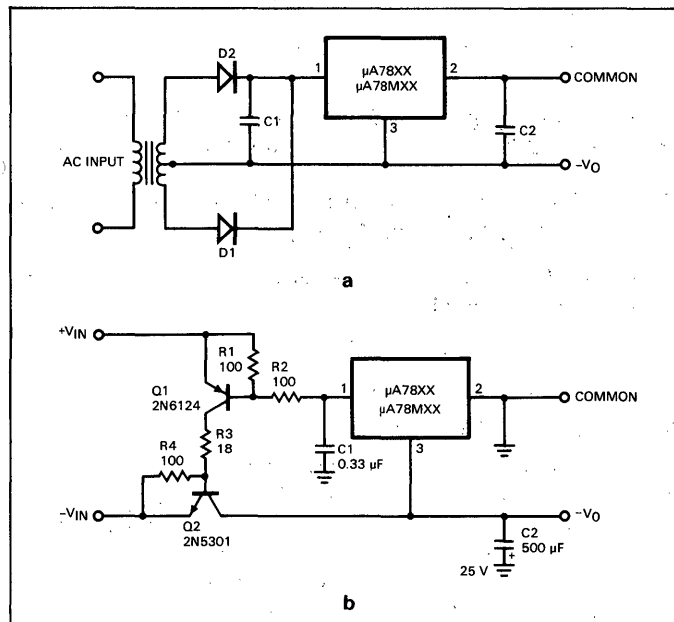 D2
1
μA78XX
μA78MXX
2
COMMON
C1
3
C2
AC INPUT
−VO
D1
a
+VIN
R1
100
R2
100
Q1
2N6124
1
μA78XX
μA78MXX
2
COMMON
R3
18
C1
0.33 μF
3
R4
100
−VIN
Q2
2N5301
−VO
C2
500 μF
25 V
+
b